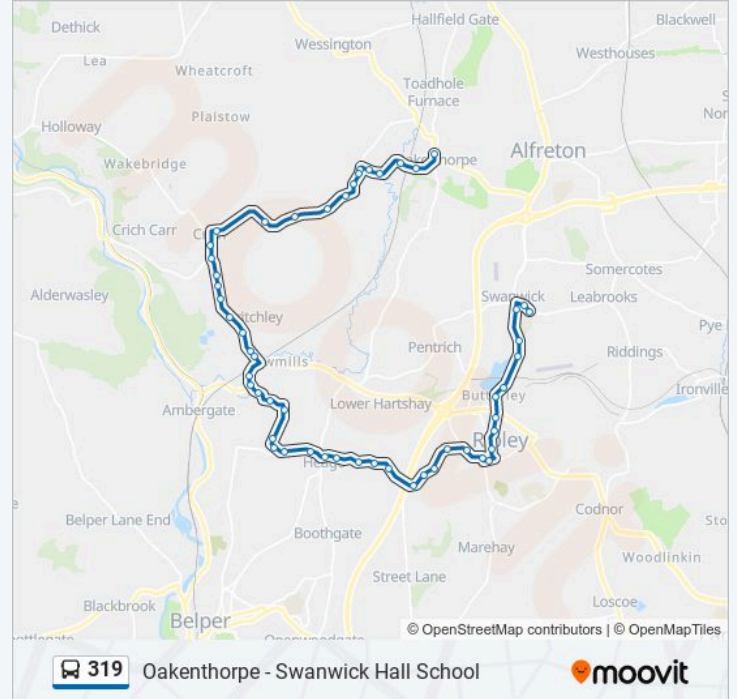 Hallfield Gate
Blackwell
Dethick
Wessington
Westhouses
Lea
Wheatcroft
Toadhole
Furnace
Plaistow
Holloway
Alfreton
Wakebridge
Crich Carr
Somercotes
Alderwasley
Swanwick
Leabrooks
Pye
Pentrich
Riddings
Ironville
Ambergate
Lower Hartshay
Belper Lane End
Codnor
Boothgate
Marehay
Woodlinkin
Street Lane
Blackbrook
Loscoe
Belper
© OpenStreetMap contributors | © OpenMapTiles
319 Oakenthorpe - Swanwick Hall School moovit